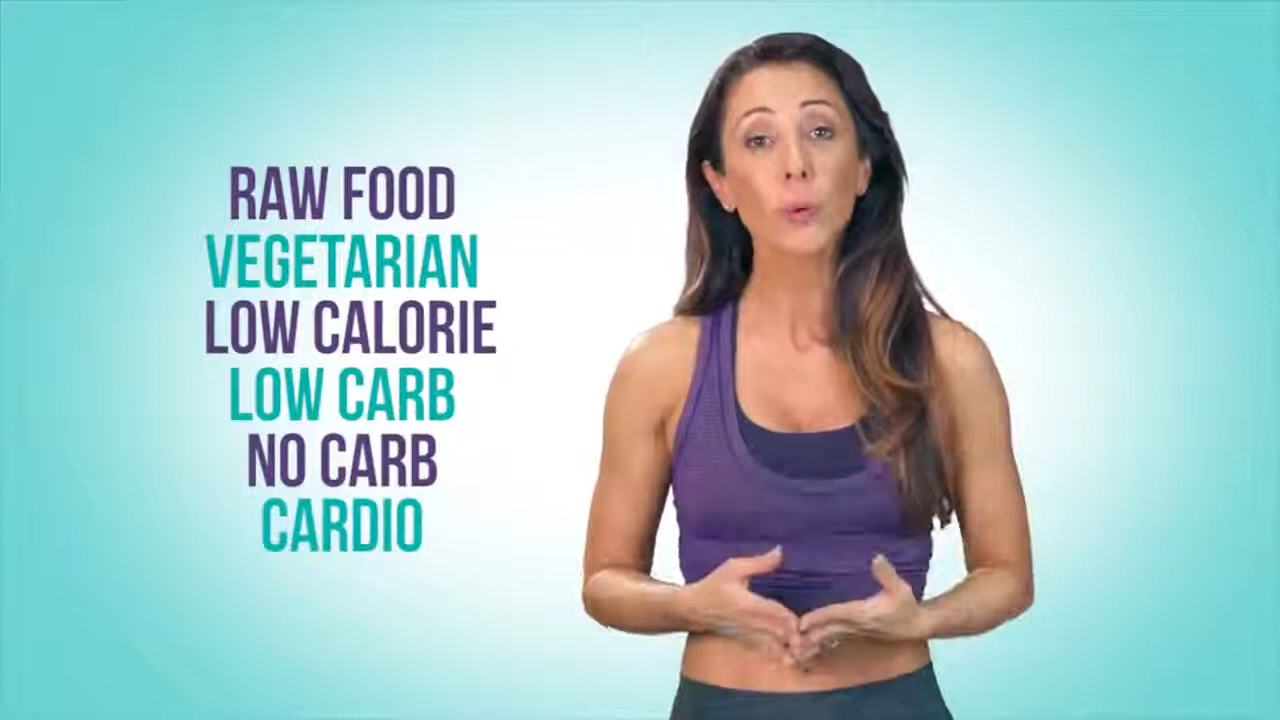 RAW FOOD
VEGETARIAN
LOW CALORIE
LOW CARB
NO CARB
CARDIO